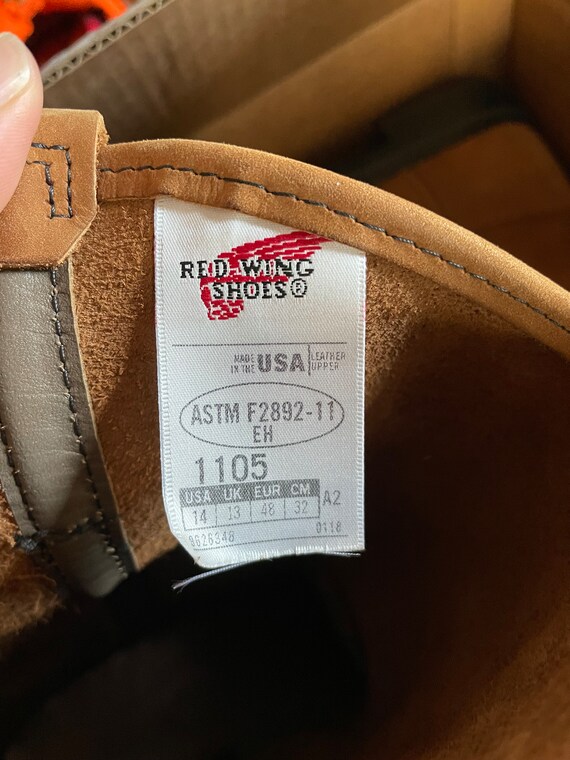 RED WING
SHOES®
MADE IN THE USA LEATHER UPPER
ASTM F2892-11
EH
1105
USA UK EUR CM
14 13 48 32 A2
9626348 0118